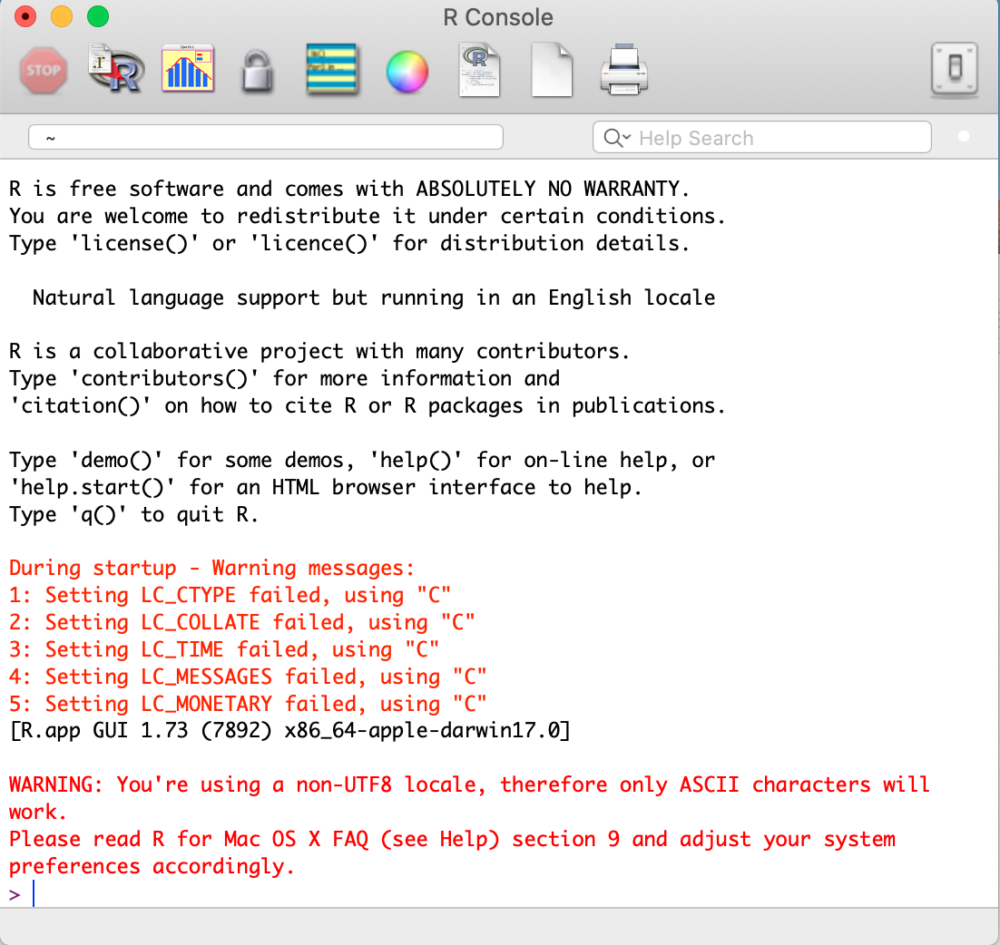 R Console
STOP
~
Help Search
R is free software and comes with ABSOLUTELY NO WARRANTY.
You are welcome to redistribute it under certain conditions.
Type 'license()' or 'licence()' for distribution details.
Natural language support but running in an English locale
R is a collaborative project with many contributors.
Type 'contributors()' for more information and
'citation()' on how to cite R or R packages in publications.
Type 'demo()' for some demos, 'help()' for on-line help, or
'help.start()' for an HTML browser interface to help.
Type 'q()' to quit R.
During startup - Warning messages:
1: Setting LC_CTYPE failed, using "C"
2: Setting LC_COLLATE failed, using "C"
3: Setting LC_TIME failed, using "C"
4: Setting LC_MESSAGES failed, using "C"
5: Setting LC_MONETARY failed, using "C"
[R.app GUI 1.73 (7892) x86_64-apple-darwin17.0]
WARNING: You're using a non-UTF8 locale, therefore only ASCII characters will
work.
Please read R for Mac OS X FAQ (see Help) section 9 and adjust your system
preferences accordingly.
>